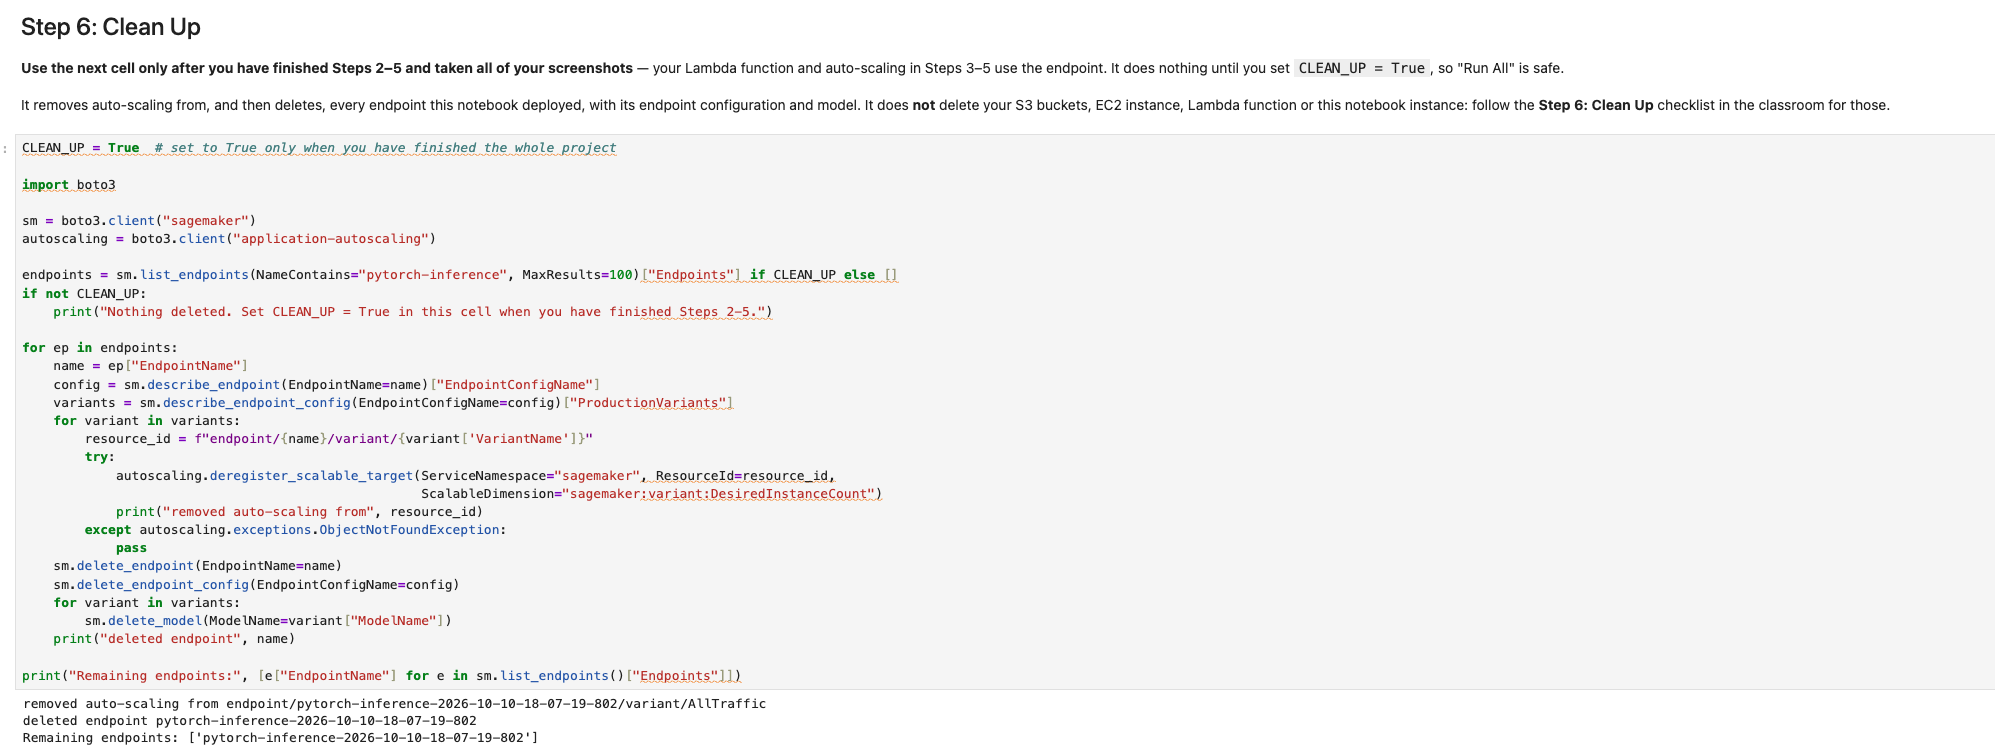 Step 6: Clean Up
Use the next cell only after you have finished Steps 2–5 and taken all of your screenshots — your Lambda function and auto-scaling in Steps 3–5 use the endpoint. It does nothing until you set CLEAN_UP = True, so "Run All" is safe.
It removes auto-scaling from, and then deletes, every endpoint this notebook deployed, with its endpoint configuration and model. It does not delete your S3 buckets, EC2 instance, Lambda function or this notebook instance: follow the Step 6: Clean Up checklist in the classroom for those.
:
CLEAN_UP = True  # set to True only when you have finished the whole project
import boto3
sm = boto3.client("sagemaker")
autoscaling = boto3.client("application-autoscaling")
endpoints = sm.list_endpoints(NameContains="pytorch-inference", MaxResults=100)["Endpoints"] if CLEAN_UP else []
if not CLEAN_UP:
    print("Nothing deleted. Set CLEAN_UP = True in this cell when you have finished Steps 2-5.")
for ep in endpoints:
    name = ep["EndpointName"]
    config = sm.describe_endpoint(EndpointName=name)["EndpointConfigName"]
    variants = sm.describe_endpoint_config(EndpointConfigName=config)["ProductionVariants"]
    for variant in variants:
        resource_id = f"endpoint/{name}/variant/{variant['VariantName']}"
        try:
            autoscaling.deregister_scalable_target(ServiceNamespace="sagemaker", ResourceId=resource_id,
                                                   ScalableDimension="sagemaker:variant:DesiredInstanceCount")
            print("removed auto-scaling from", resource_id)
        except autoscaling.exceptions.ObjectNotFoundException:
            pass
    sm.delete_endpoint(EndpointName=name)
    sm.delete_endpoint_config(EndpointConfigName=config)
    for variant in variants:
        sm.delete_model(ModelName=variant["ModelName"])
    print("deleted endpoint", name)
print("Remaining endpoints:", [e["EndpointName"] for e in sm.list_endpoints()["Endpoints"]])
removed auto-scaling from endpoint/pytorch-inference-2026-10-10-18-07-19-802/variant/AllTraffic
deleted endpoint pytorch-inference-2026-10-10-18-07-19-802
Remaining endpoints: ['pytorch-inference-2026-10-10-18-07-19-802']